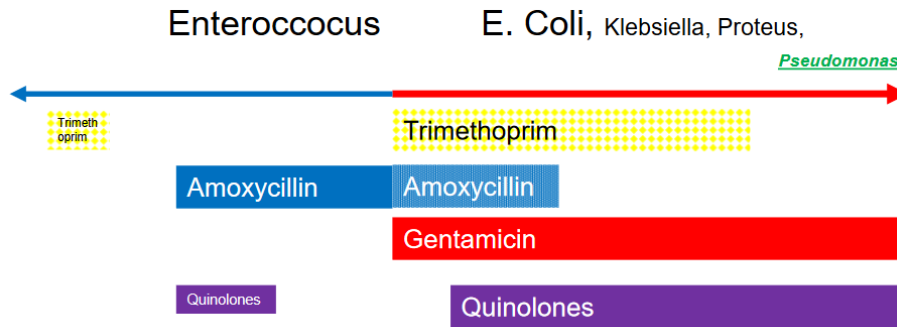 Enteroccocus E. Coli, Klebsiella, Proteus,
Pseudomonas
Trimeth
oprim
Trimethoprim
Amoxycillin Amoxycillin
Gentamicin
Quinolones Quinolones